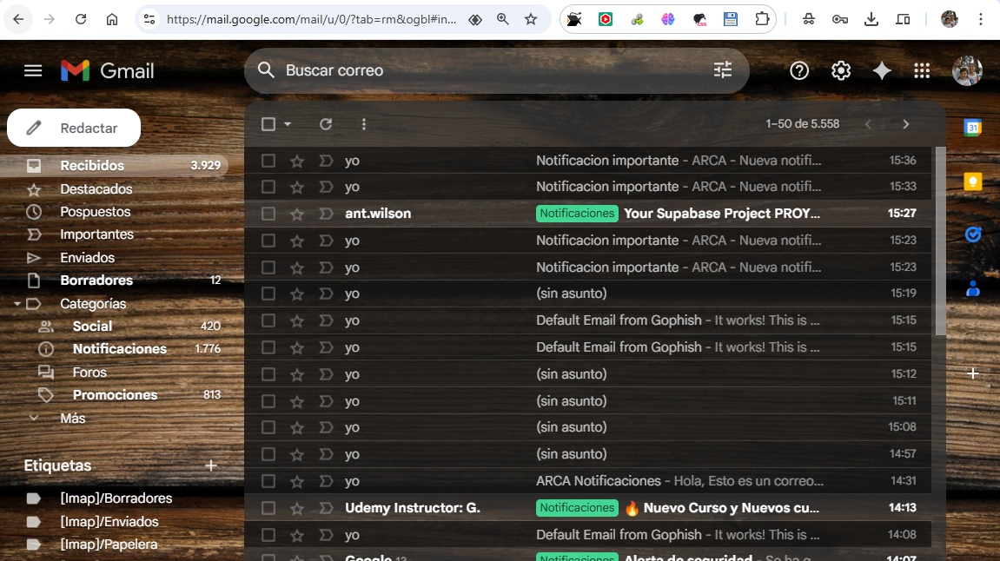 https://mail.google.com/mail/u/0/?tab=rm&ogbl#in...
Gmail
Buscar correo
Redactar
1–50 de 5.558
Recibidos 3.929
Destacados
Pospuestos
Importantes
Enviados
Borradores 12
Categorías
Social 420
Notificaciones 1.776
Foros
Promociones 813
Más
Etiquetas
[Imap]/Borradores
[Imap]/Enviados
[Imap]/Papelera
yo Notificacion importante - ARCA - Nueva notifi... 15:36
yo Notificacion importante - ARCA - Nueva notifi... 15:33
ant.wilson Notificaciones Your Supabase Project PROY... 15:27
yo Notificacion importante - ARCA - Nueva notifi... 15:23
yo Notificacion importante - ARCA - Nueva notifi... 15:23
yo (sin asunto) 15:19
yo Default Email from Gophish - It works! This is ... 15:15
yo Default Email from Gophish - It works! This is ... 15:15
yo (sin asunto) 15:12
yo (sin asunto) 15:11
yo (sin asunto) 15:08
yo (sin asunto) 14:57
yo ARCA Notificaciones - Hola, Esto es un correo... 14:31
Udemy Instructor: G. Notificaciones 🔥 Nuevo Curso y Nuevos cu... 14:13
yo Default Email from Gophish - It works! This is ... 14:08
Google 13 Notificaciones Alerta de seguridad - Se ha 14:07
31